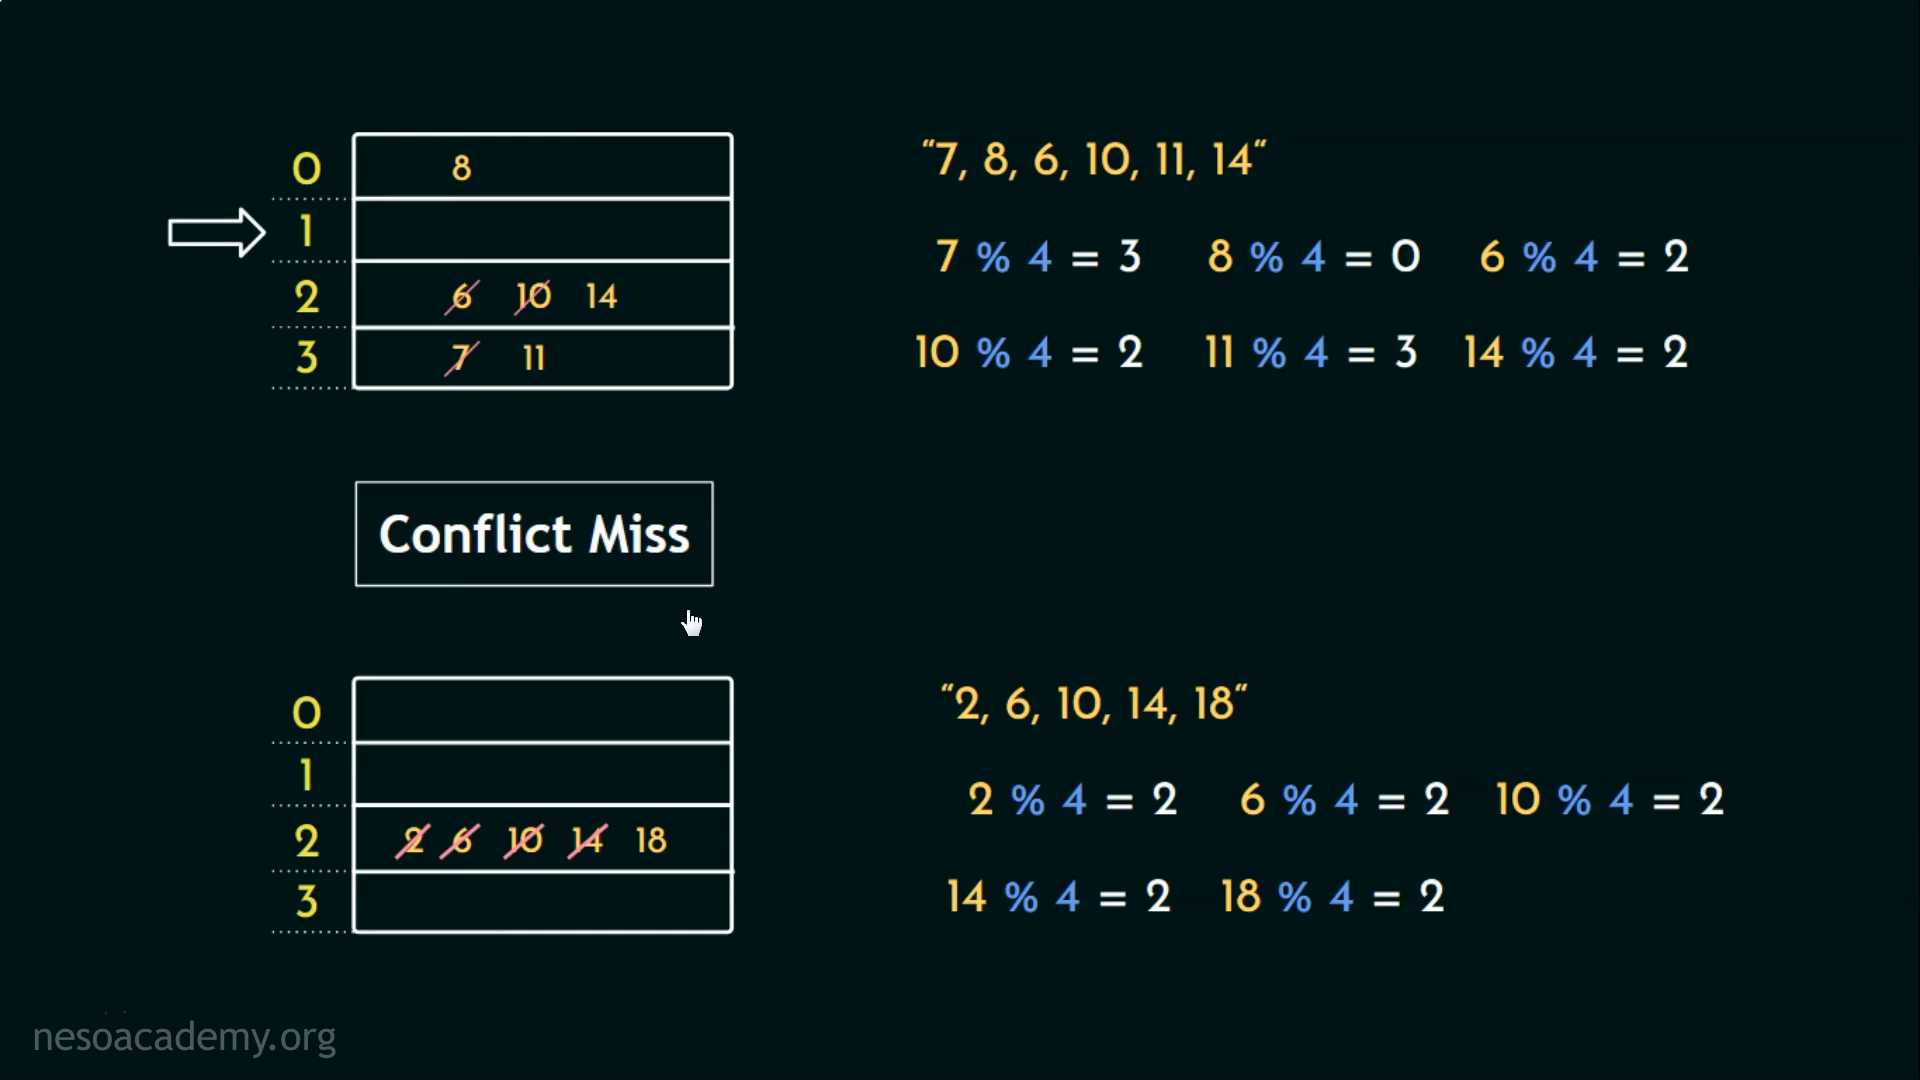 0 8
1
2 6 10 14
3 7 11
“7, 8, 6, 10, 11, 14“
7 % 4 = 3 8 % 4 = 0 6 % 4 = 2
10 % 4 = 2 11 % 4 = 3 14 % 4 = 2
Conflict Miss
0
1
2 2 6 10 14 18
3
“2, 6, 10, 14, 18“
2 % 4 = 2 6 % 4 = 2 10 % 4 = 2
14 % 4 = 2 18 % 4 = 2
nesoacademy.org